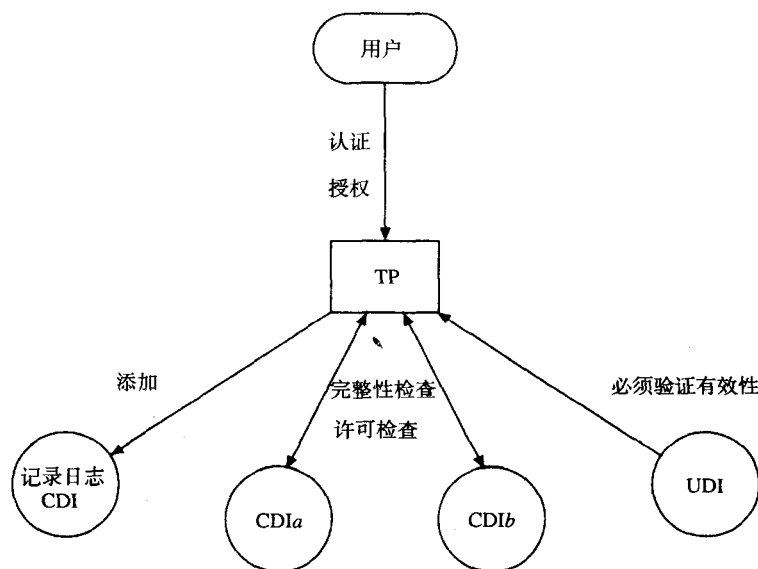 用户
认证
授权
TP
添加
完整性检查
许可检查
必须验证有效性
记录日志
CDI
CDIa
CDIb
UDI